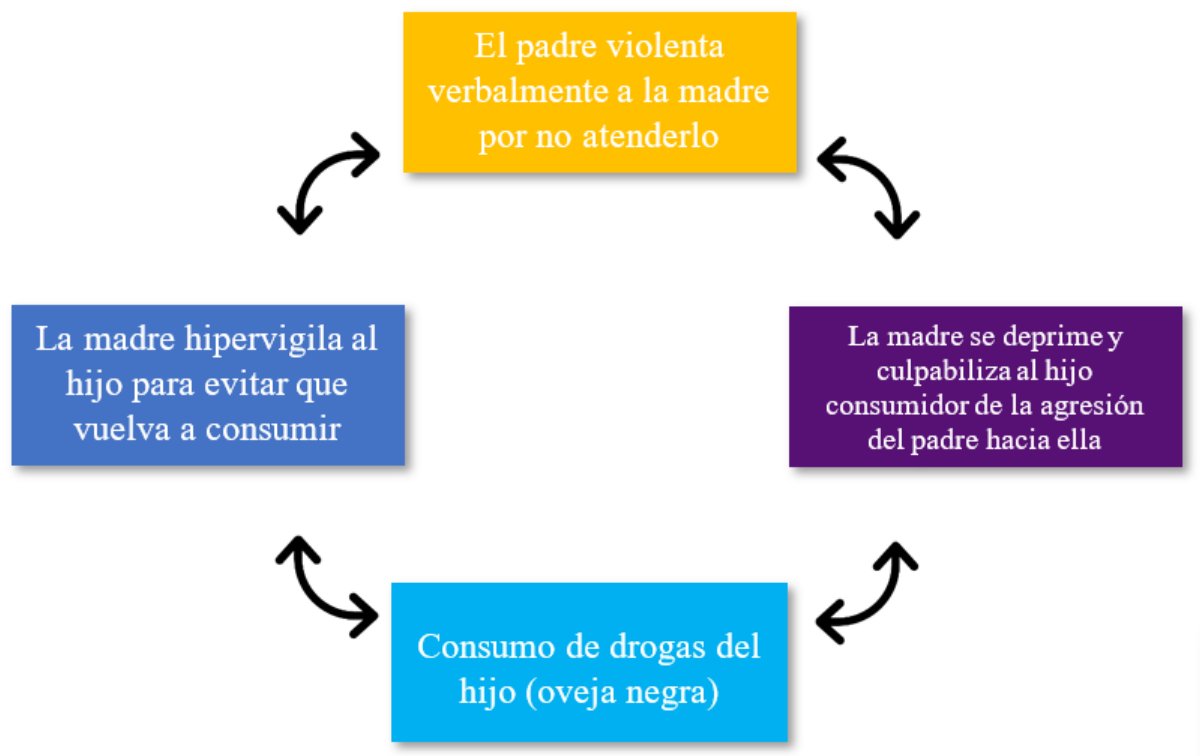 El padre violenta
verbalmente a la madre
por no atenderlo
La madre hipervigila al
hijo para evitar que
vuelva a consumir
La madre se deprime y
culpabiliza al hijo
consumidor de la agresión
del padre hacia ella
Consumo de drogas del
hijo (oveja negra)